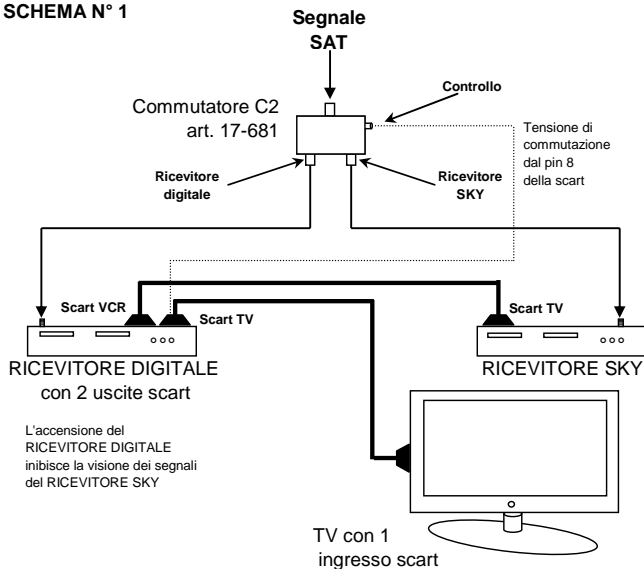 SCHEMA N° 1
Segnale
SAT
Controllo
Commutatore C2
art. 17-681
Tensione di
commutazione
dal pin 8
della scart
Ricevitore
digitale
Ricevitore
SKY
Scart VCR
Scart TV
Scart TV
RICEVITORE DIGITALE
con 2 uscite scart
RICEVITORE SKY
L'accensione del
RICEVITORE DIGITALE
inibisce la visione dei segnali
del RICEVITORE SKY
TV con 1
ingresso scart